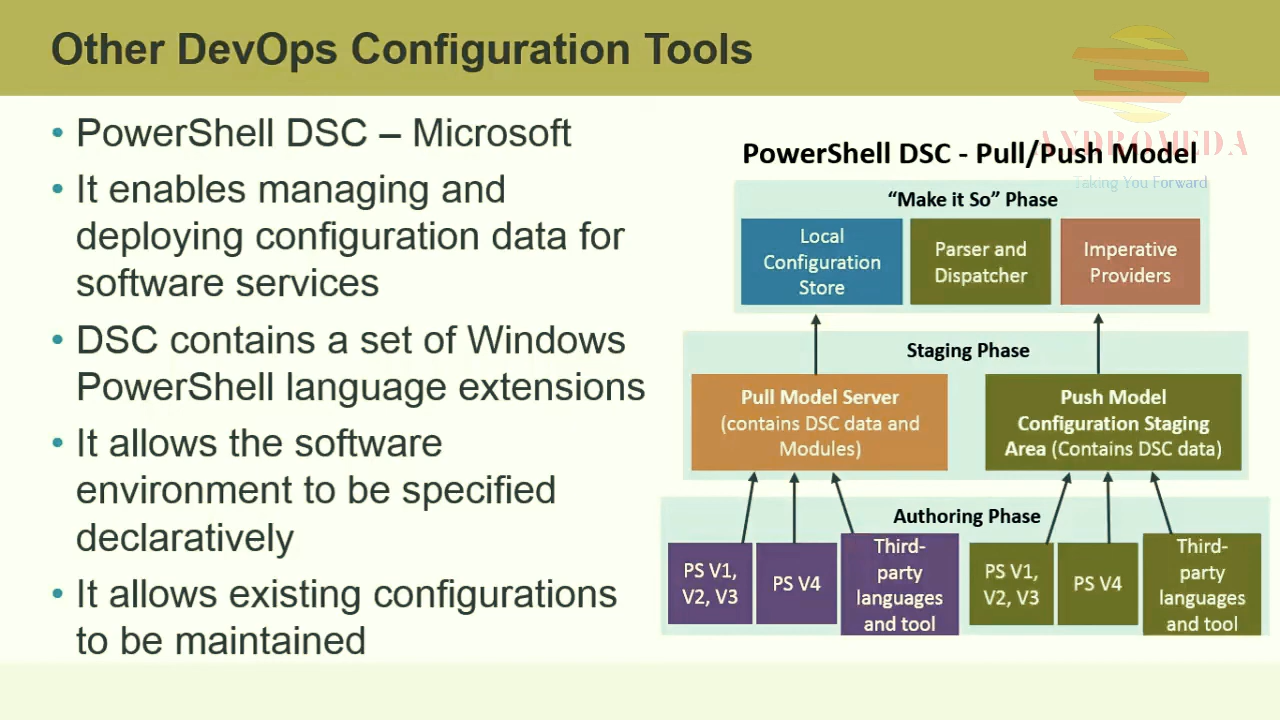 Other DevOps Configuration Tools
• PowerShell DSC – Microsoft
• It enables managing and
deploying configuration data for
software services
• DSC contains a set of Windows
PowerShell language extensions
• It allows the software
environment to be specified
declaratively
• It allows existing configurations
to be maintained
ANDROMEDA
Taking You Forward
PowerShell DSC - Pull/Push Model
“Make it So” Phase
Local
Configuration
Store
Parser and
Dispatcher
Imperative
Providers
Staging Phase
Pull Model Server
(contains DSC data and
Modules)
Push Model
Configuration Staging
Area (Contains DSC data)
Authoring Phase
PS V1,
V2, V3
PS V4
Third-
party
languages
and tool
PS V1,
V2, V3
PS V4
Third-
party
languages
and tool